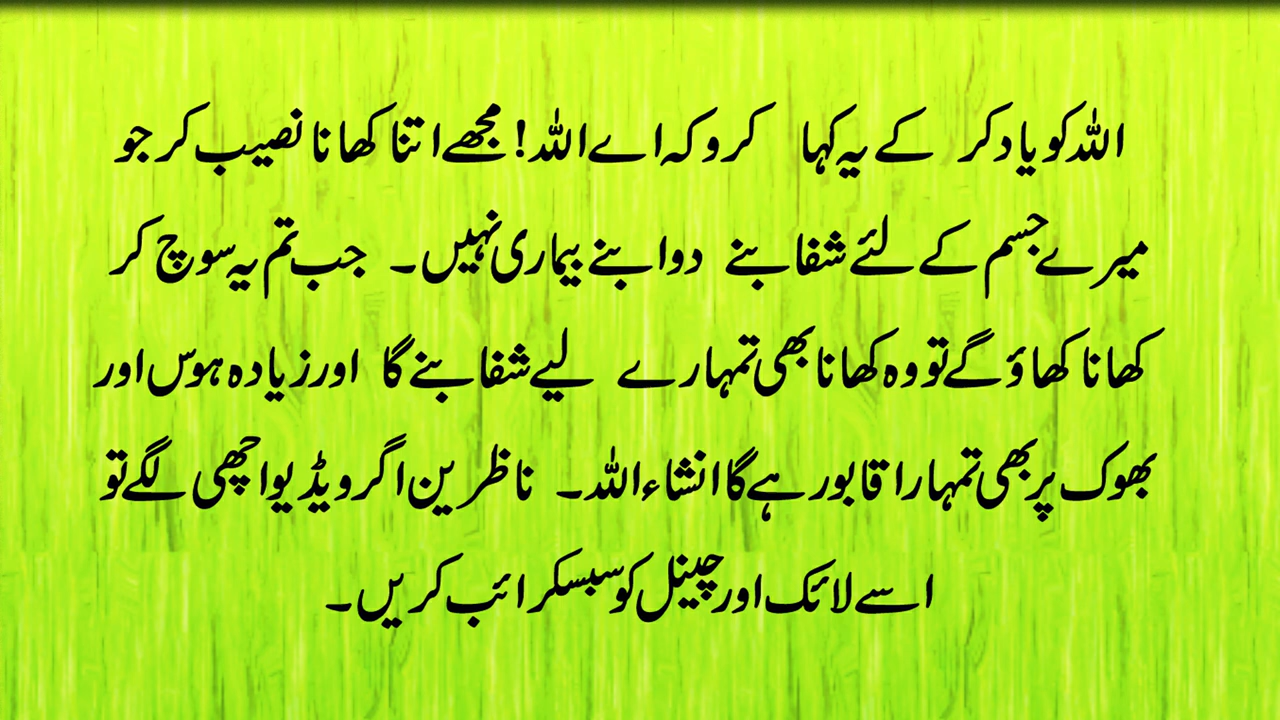 اللہ کو یاد کر کے یہ کہا کرو کہ اے اللہ! مجھے اتنا کھانا نصیب کر جو
میرے جسم کے لئے شفا بنے دوا بنے بیماری نہیں۔ جب تم یہ سوچ کر
کھانا کھاؤ گے تو وہ کھانا بھی تمہارے لیے شفا بنے گا اور زیادہ ہوس اور
بھوک پر بھی تمہارا قابو رہے گا انشاء اللہ۔ ناظرین اگر ویڈیو اچھی لگے تو
اسے لائک اور چینل کو سبسکرائب کریں۔